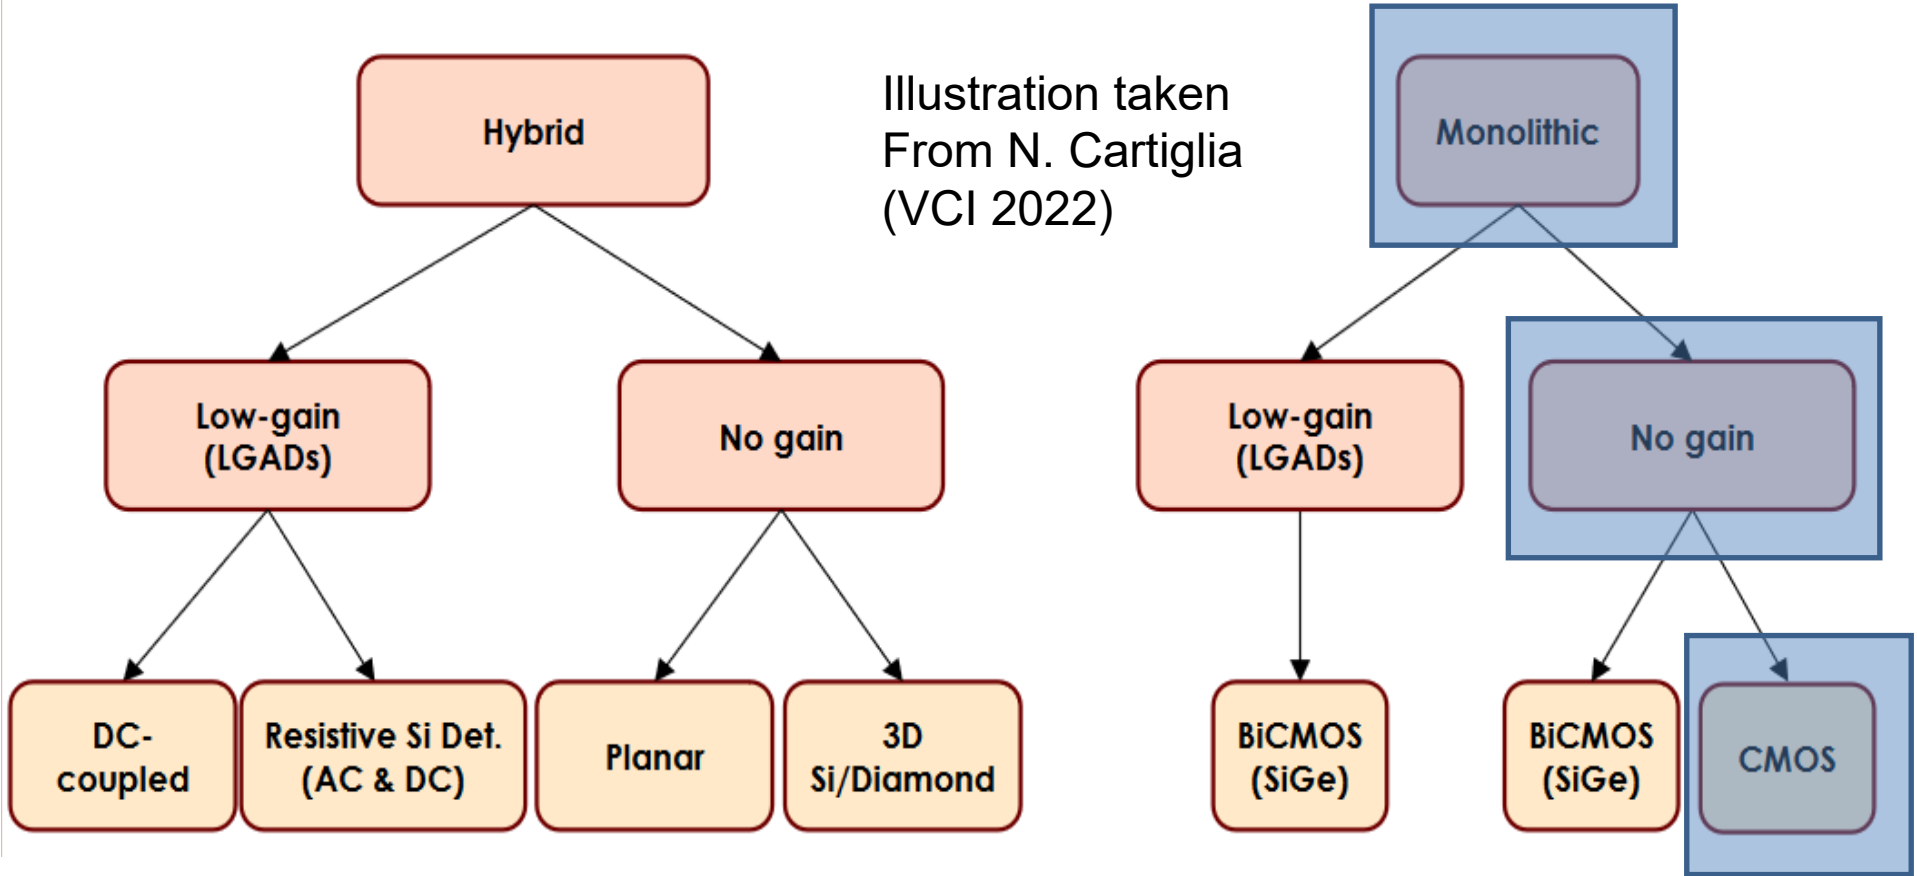 Hybrid
Illustration taken
From N. Cartiglia
(VCI 2022)
Monolithic
Low-gain
(LGADs)
No gain
Low-gain
(LGADs)
No gain
DC-
coupled
Resistive Si Det.
(AC & DC)
Planar
3D
Si/Diamond
BiCMOS
(SiGe)
BiCMOS
(SiGe)
CMOS